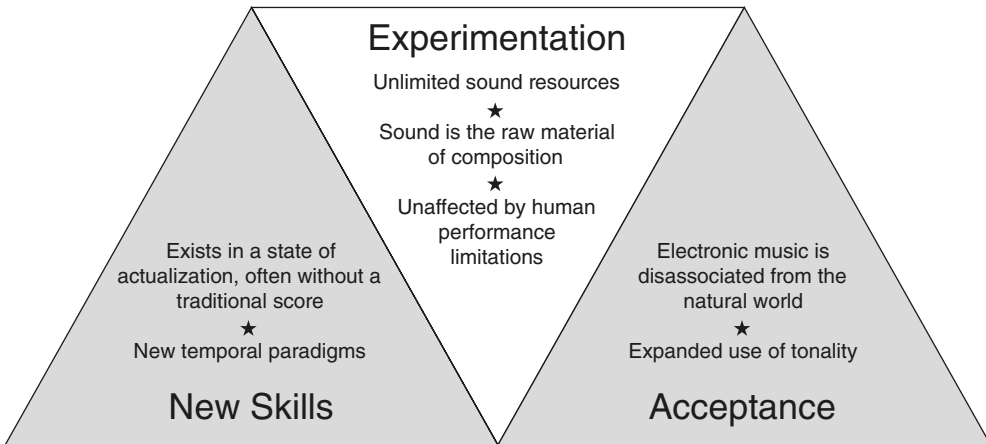 Experimentation
Unlimited sound resources
★
Sound is the raw material
of composition
★
Unaffected by human
performance
limitations
Exists in a state of
actualization, often without a
traditional score
★
New temporal paradigms
New Skills
Electronic music is
disassociated from the
natural world
★
Expanded use of tonality
Acceptance